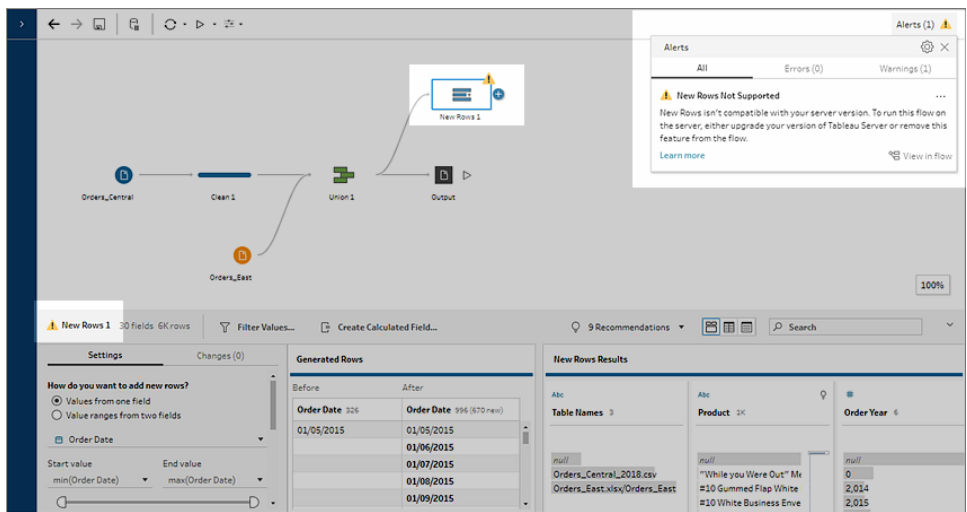 Alerts (1)
Alerts
All
Errors (0)
Warnings (1)
New Rows Not Supported
New Rows isn't compatible with your server version. To run this flow on
the server, either upgrade your version of Tableau Server or remove this
feature from the flow.
Learn more
View in flow
New Rows 1
Orders_Central
Clean 1
Union 1
Output
Orders_East
100%
New Rows 1 30 fields 6K rows
Filter Values...
Create Calculated Field...
9 Recommendations
Search
Settings
Changes (0)
How do you want to add new rows?
Values from one field
Value ranges from two fields
Order Date
Start value
End value
min(Order Date)
max(Order Date)
Generated Rows
Before
After
Order Date 326
Order Date 996 (670 new)
01/05/2015
01/05/2015
01/06/2015
01/07/2015
01/08/2015
01/09/2015
New Rows Results
Abc
Table Names 3
null
Orders_Central_2018.csv
Orders_East.xlsx/Orders_East
Abc
Product 1K
null
"While you Were Out" Me
#10 Gummed Flap White
#10 White Business Enve
#
Order Year 6
null
0
2,014
2,015